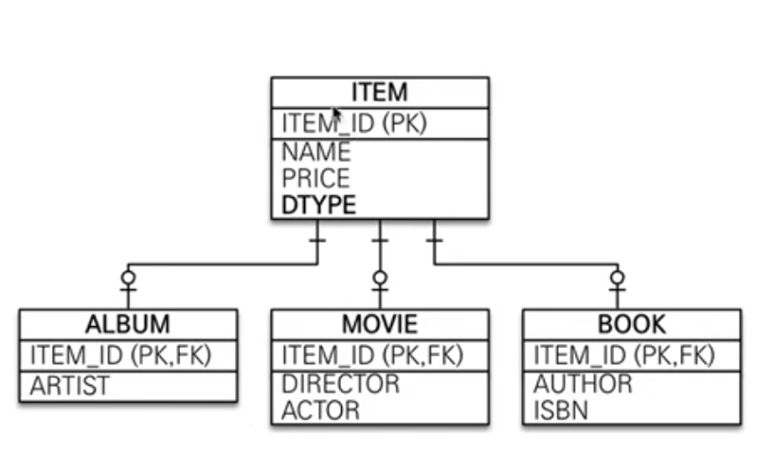 ITEM
ITEM_ID (PK)
NAME
PRICE
DTYPE
ALBUM
ITEM_ID (PK,FK)
ARTIST
MOVIE
ITEM_ID (PK,FK)
DIRECTOR
ACTOR
BOOK
ITEM_ID (PK,FK)
AUTHOR
ISBN